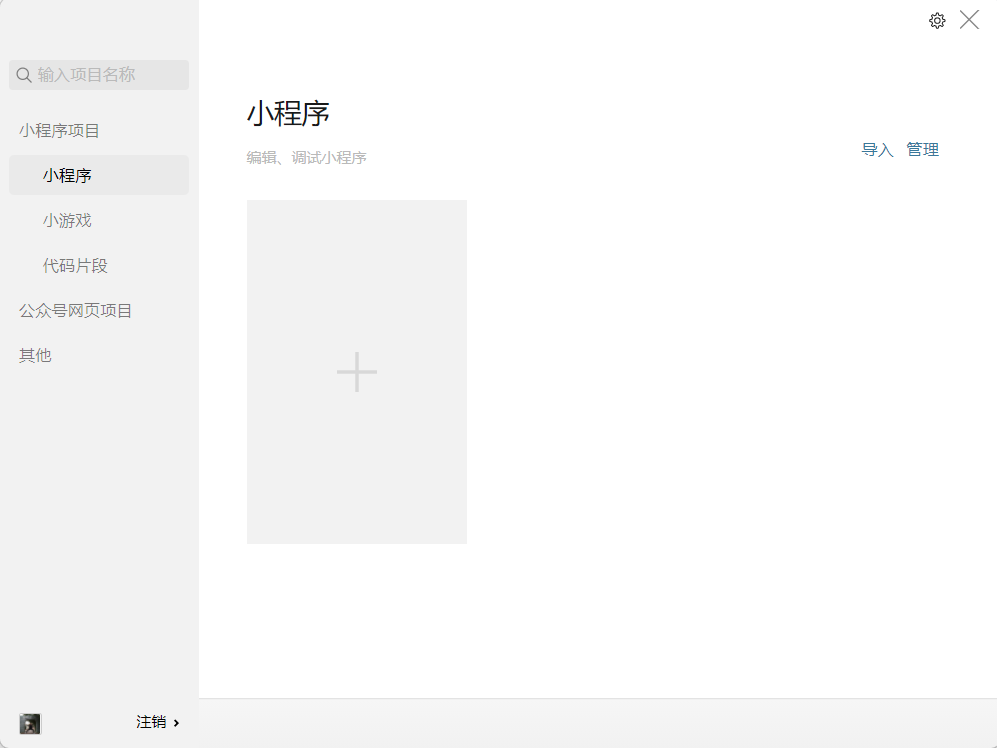 输入项目名称
小程序项目
小程序
小游戏
代码片段
公众号网页项目
其他
注销
小程序
编辑、调试小程序
导入 管理